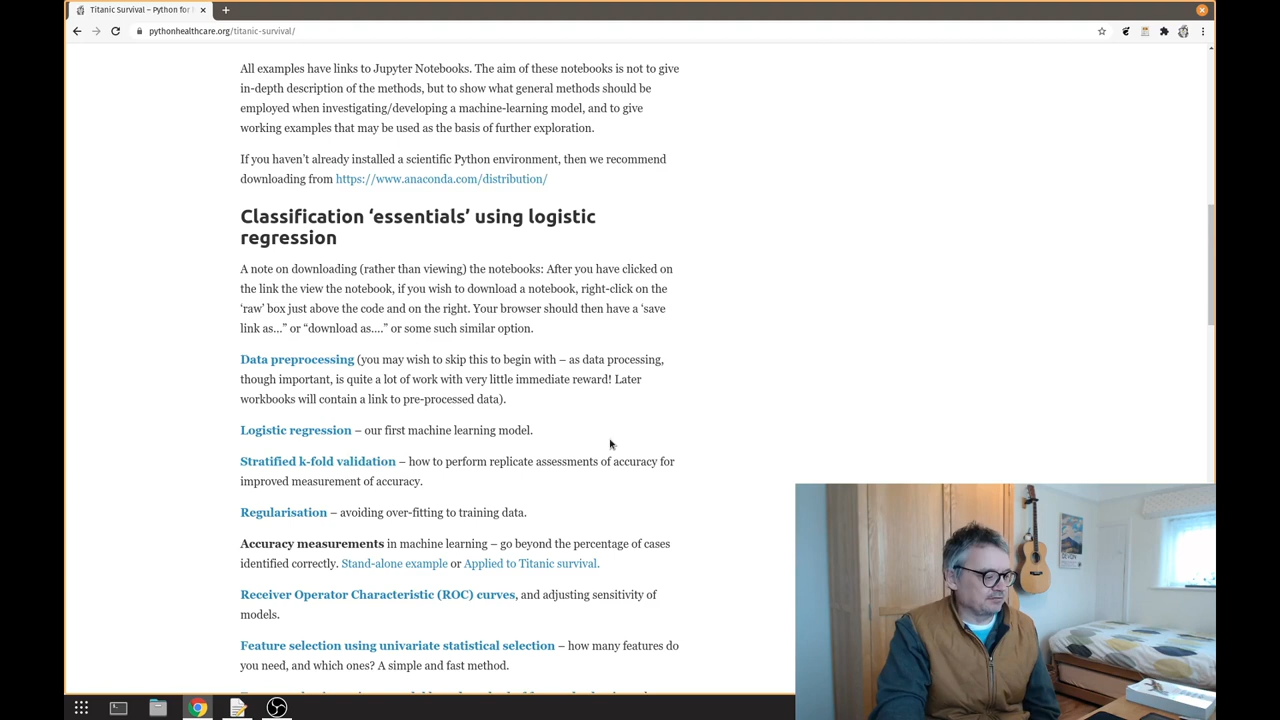 Titanic Survival – Python for
pythonhealthcare.org/titanic-survival/
All examples have links to Jupyter Notebooks. The aim of these notebooks is not to give
in-depth description of the methods, but to show what general methods should be
employed when investigating/developing a machine-learning model, and to give
working examples that may be used as the basis of further exploration.
If you haven’t already installed a scientific Python environment, then we recommend
downloading from https://www.anaconda.com/distribution/
Classification ‘essentials’ using logistic
regression
A note on downloading (rather than viewing) the notebooks: After you have clicked on
the link the view the notebook, if you wish to download a notebook, right-click on the
‘raw’ box just above the code and on the right. Your browser should then have a ‘save
link as…” or “download as….” or some such similar option.
Data preprocessing (you may wish to skip this to begin with – as data processing,
though important, is quite a lot of work with very little immediate reward! Later
workbooks will contain a link to pre-processed data).
Logistic regression – our first machine learning model.
Stratified k-fold validation – how to perform replicate assessments of accuracy for
improved measurement of accuracy.
Regularisation – avoiding over-fitting to training data.
Accuracy measurements in machine learning – go beyond the percentage of cases
identified correctly. Stand-alone example or Applied to Titanic survival.
Receiver Operator Characteristic (ROC) curves, and adjusting sensitivity of
models.
Feature selection using univariate statistical selection – how many features do
you need, and which ones? A simple and fast method.
DEVON